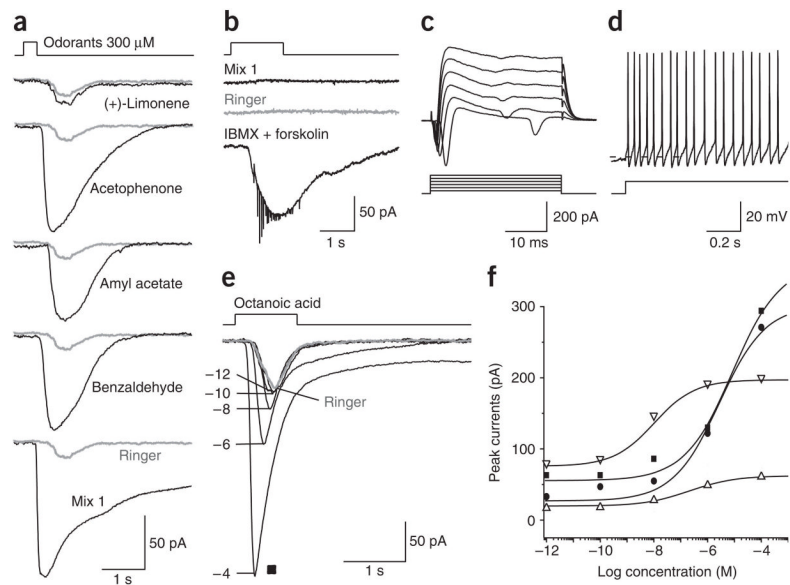 a
Odorants 300 μM
(+)-Limonene
Acetophenone
Amyl acetate
Benzaldehyde
Ringer
Mix 1
50 pA
1 s
b
Mix 1
Ringer
IBMX + forskolin
50 pA
1 s
c
200 pA
10 ms
d
20 mV
0.2 s
e
Octanoic acid
−12
−10
−8
Ringer
−6
−4
50 pA
1 s
f
Peak currents (pA)
300
200
100
0
−12 −10 −8 −6 −4
Log concentration (M)